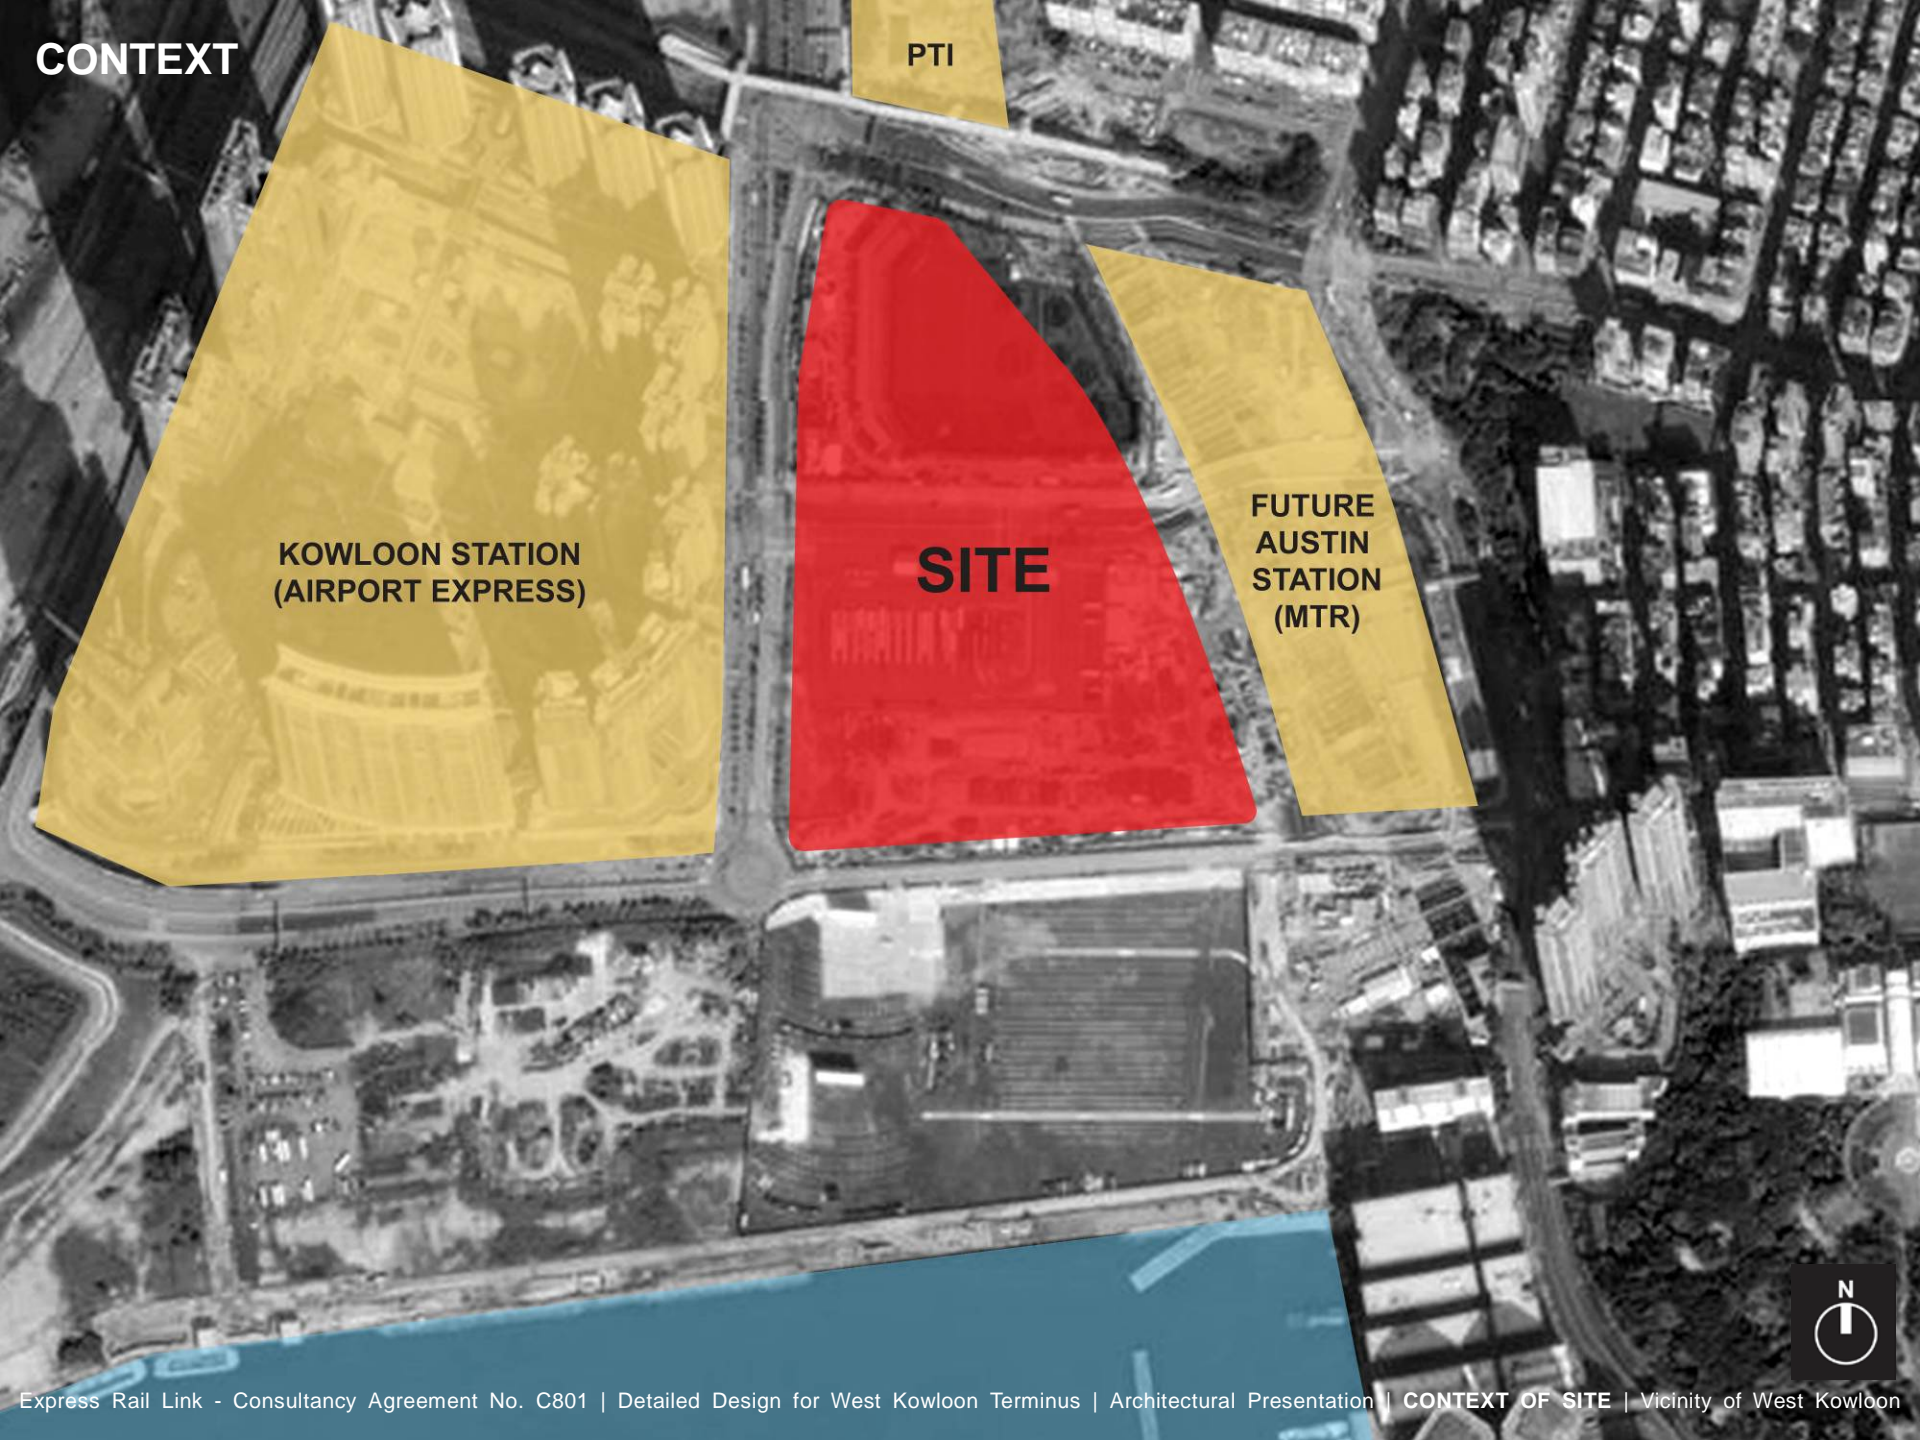 CONTEXT
PTI
KOWLOON STATION
(AIRPORT EXPRESS)
SITE
FUTURE
AUSTIN
STATION
(MTR)
N
Express Rail Link - Consultancy Agreement No. C801 | Detailed Design for West Kowloon Terminus | Architectural Presentation | CONTEXT OF SITE | Vicinity of West Kowloon